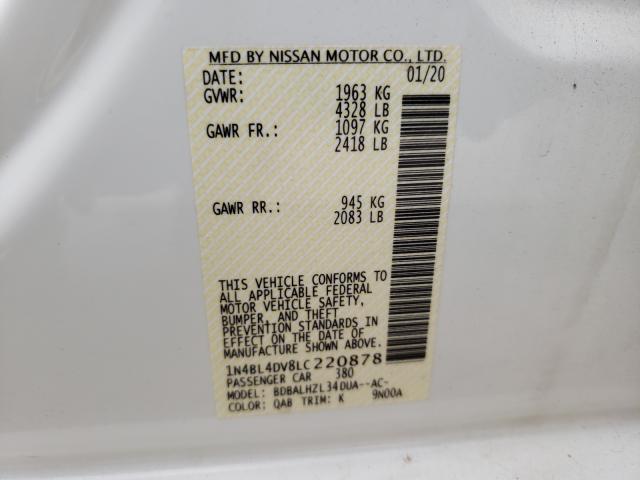 MFD BY NISSAN MOTOR CO., LTD.
DATE: 01/20
GVWR: 1963 KG
4328 LB
GAWR FR.: 1097 KG
2418 LB
GAWR RR.: 945 KG
2083 LB
THIS VEHICLE CONFORMS TO
ALL APPLICABLE FEDERAL
MOTOR VEHICLE SAFETY,
BUMPER, AND THEFT
PREVENTION STANDARDS IN
EFFECT ON THE DATE OF
MANUFACTURE SHOWN ABOVE.
1N4BL4DV8LC220878
PASSENGER CAR 380
MODEL: BDBALHZL34DUA--AC-
COLOR: QAB TRIM: K 9N00A